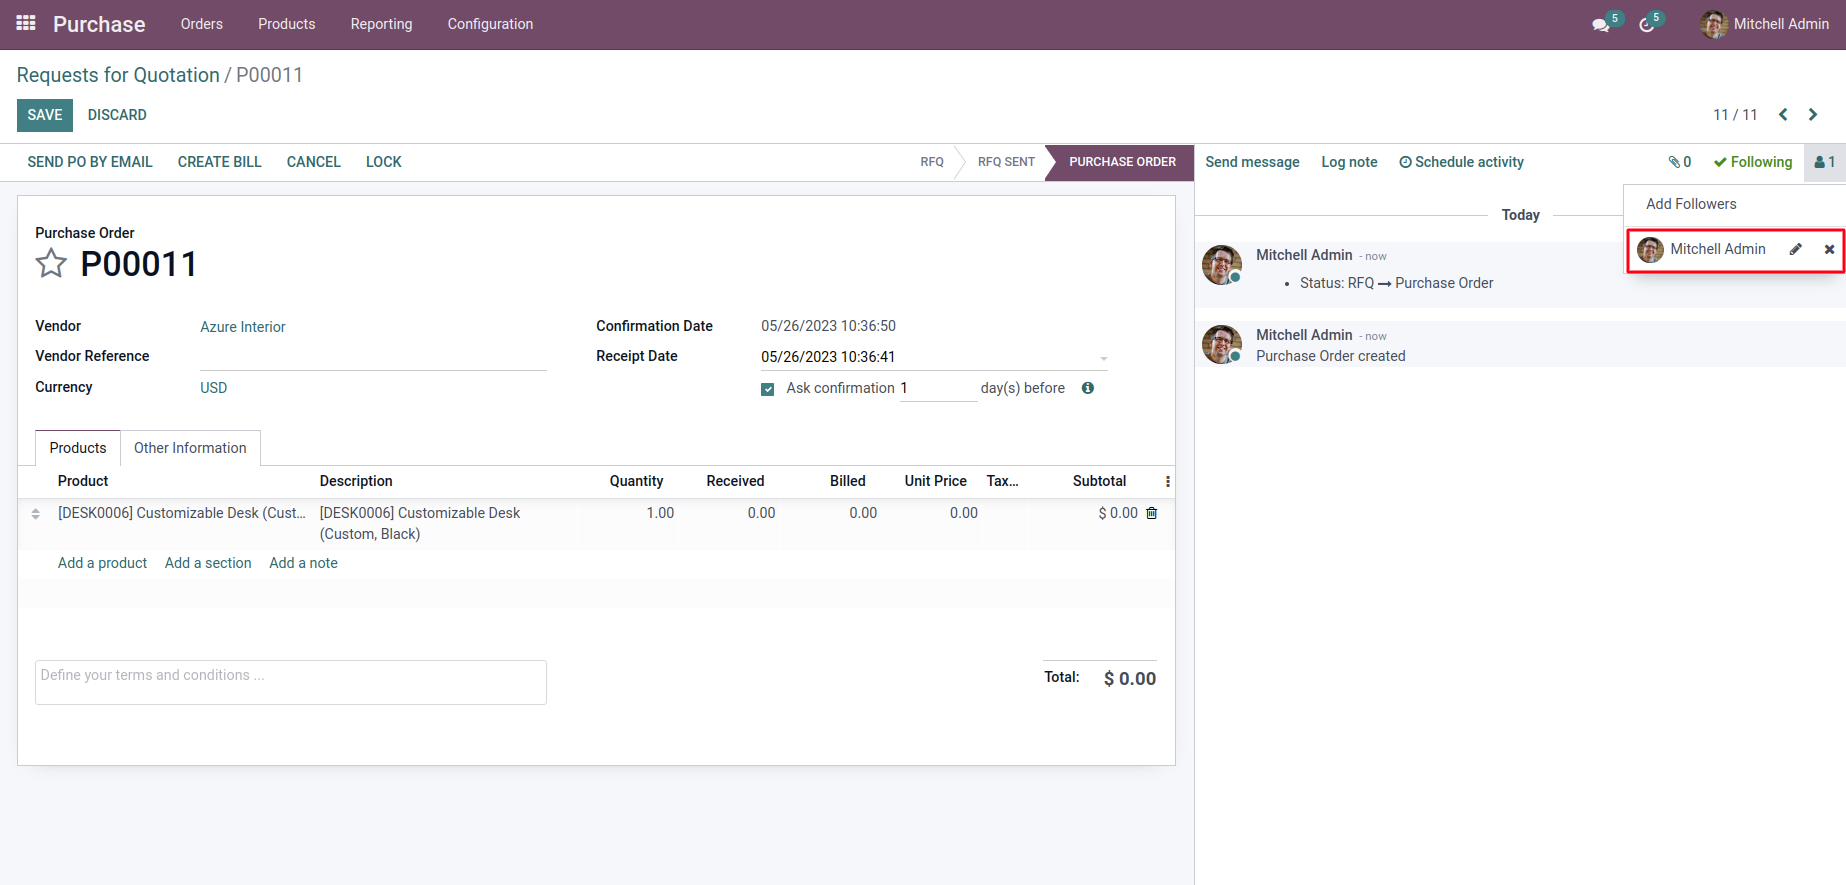 Purchase Orders Products Reporting Configuration 5 5 Mitchell Admin
Requests for Quotation / P00011
SAVE DISCARD 11 / 11
SEND PO BY EMAIL CREATE BILL CANCEL LOCK RFQ RFQ SENT PURCHASE ORDER Send message Log note Schedule activity 0 Following 1
Add Followers
Mitchell Admin
Today
Mitchell Admin - now
• Status: RFQ → Purchase Order
Mitchell Admin - now
Purchase Order created
Purchase Order
P00011
Vendor Azure Interior Confirmation Date 05/26/2023 10:36:50
Vendor Reference Receipt Date 05/26/2023 10:36:41
Currency USD Ask confirmation 1 day(s) before
Products Other Information
Product Description Quantity Received Billed Unit Price Tax... Subtotal
[DESK0006] Customizable Desk (Cust... [DESK0006] Customizable Desk 1.00 0.00 0.00 0.00 $ 0.00
(Custom, Black)
Add a product Add a section Add a note
Define your terms and conditions ...
Total: $ 0.00